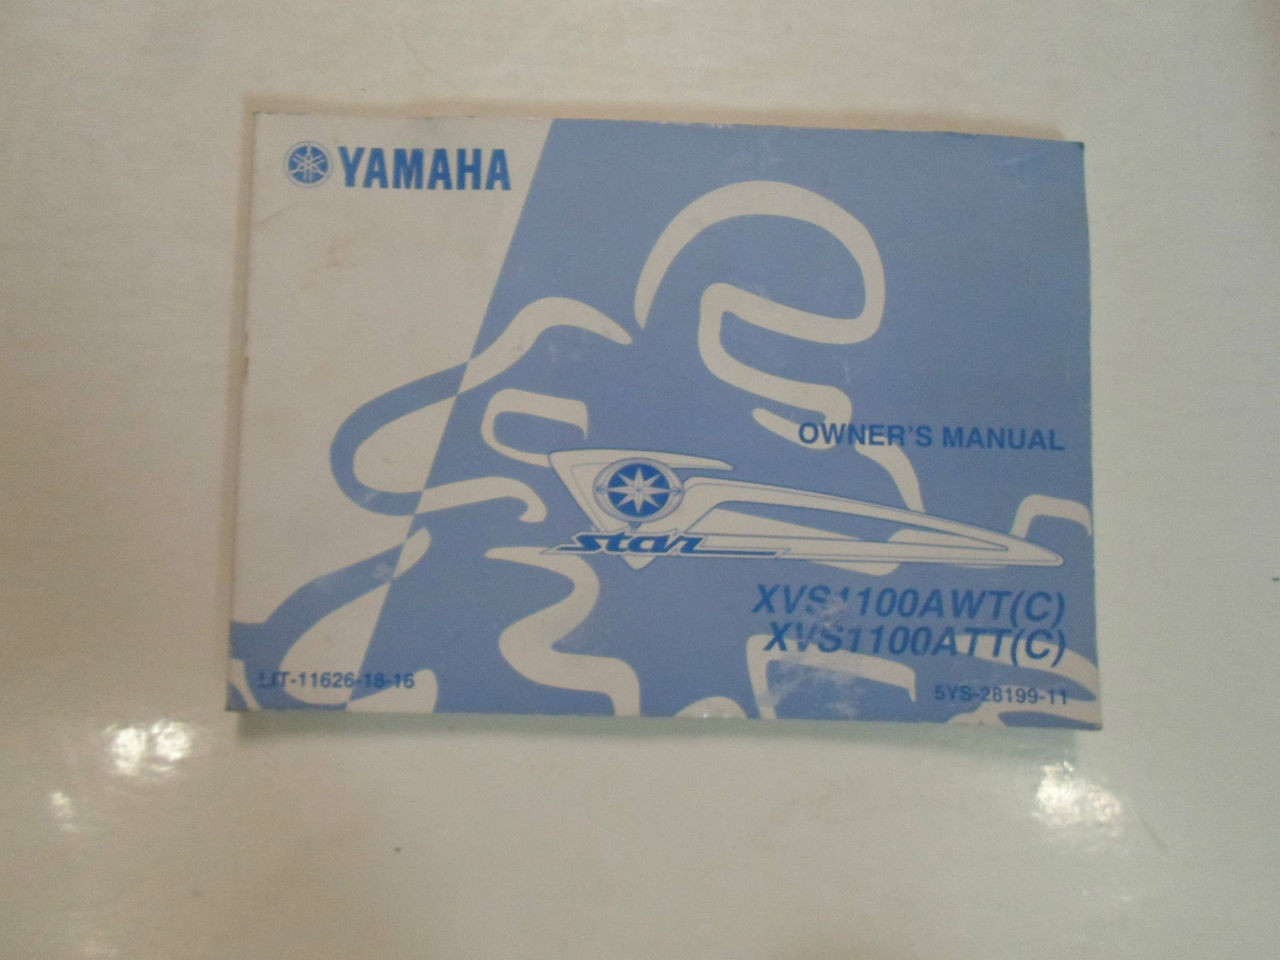 YAMAHA
OWNER'S MANUAL
star
XVS1100AWT(C)
XVS1100ATT(C)
LIT-11626-18-16
5YS-28199-11